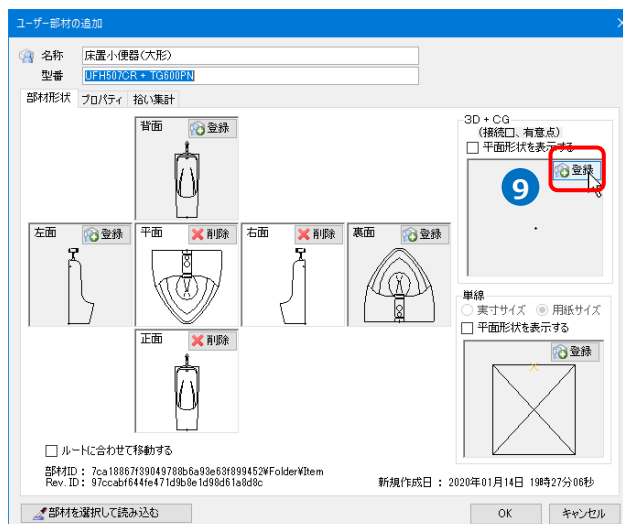 ユーザー部材の追加
名称 床置小便器(大形)
型番 UFH507CR + TG600PN
部材形状 プロパティ 拾い集計
背面 登録
3D + CG
(接続口、有意点)
平面形状を表示する
登録
9
左面 登録 平面 削除 右面 削除 裏面 登録
単線
実寸サイズ 用紙サイズ
平面形状を表示する
登録
正面 削除
ルートに合わせて移動する
部材ID : 7ca18867f39049788b6a93e63f899452¥Folder¥Item
Rev. ID : 97ccabf644fe471d9b8e1d98d61a8d8c
新規作成日 : 2020年01月14日 19時27分06秒
部材を選択して読み込む OK キャンセル